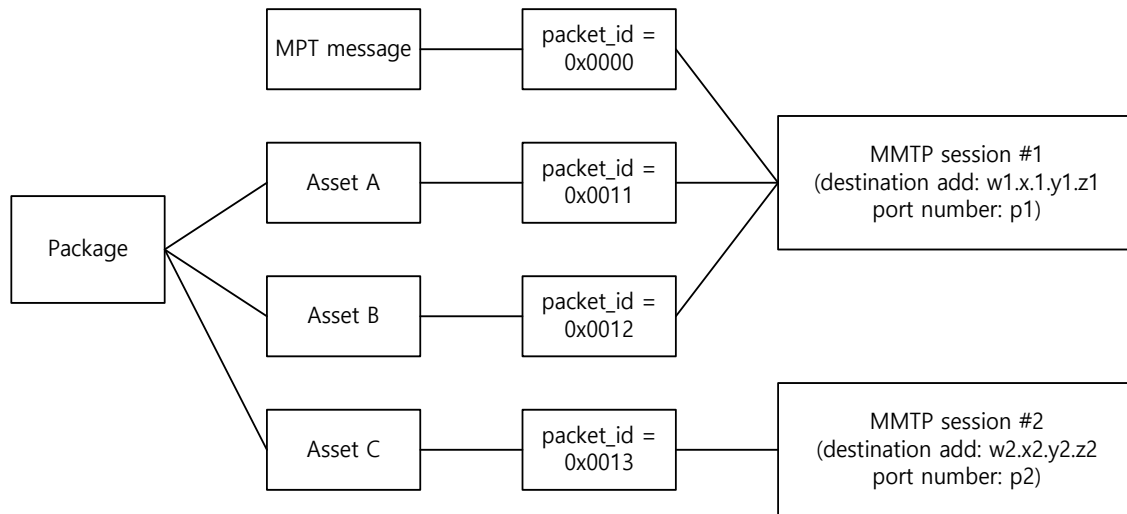 MPT message
packet_id =
0x0000
Asset A
packet_id =
0x0011
MMTP session #1
(destination add: w1.x.1.y1.z1
port number: p1)
Package
Asset B
packet_id =
0x0012
Asset C
packet_id =
0x0013
MMTP session #2
(destination add: w2.x2.y2.z2
port number: p2)